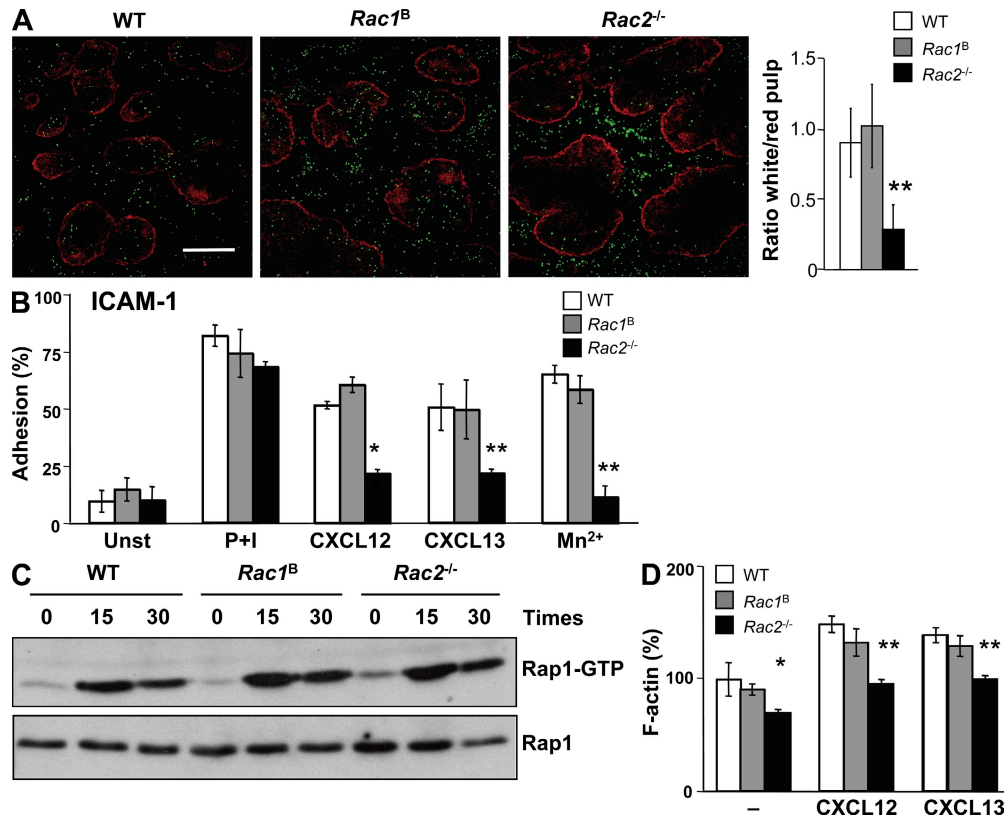 A
WT
Rac1ᴮ
Rac2⁻/⁻
WT
Rac1ᴮ
Rac2⁻/⁻
Ratio white/red pulp
1.5
1.0
0.5
0
**
B
ICAM-1
WT
Rac1ᴮ
Rac2⁻/⁻
Adhesion (%)
100
75
50
25
0
*
**
**
Unst P+I CXCL12 CXCL13 Mn²⁺
C
WT Rac1ᴮ Rac2⁻/⁻
0 15 30 0 15 30 0 15 30 Times
Rap1-GTP
Rap1
D
WT
Rac1ᴮ
Rac2⁻/⁻
F-actin (%)
200
100
0
*
**
**
– CXCL12 CXCL13